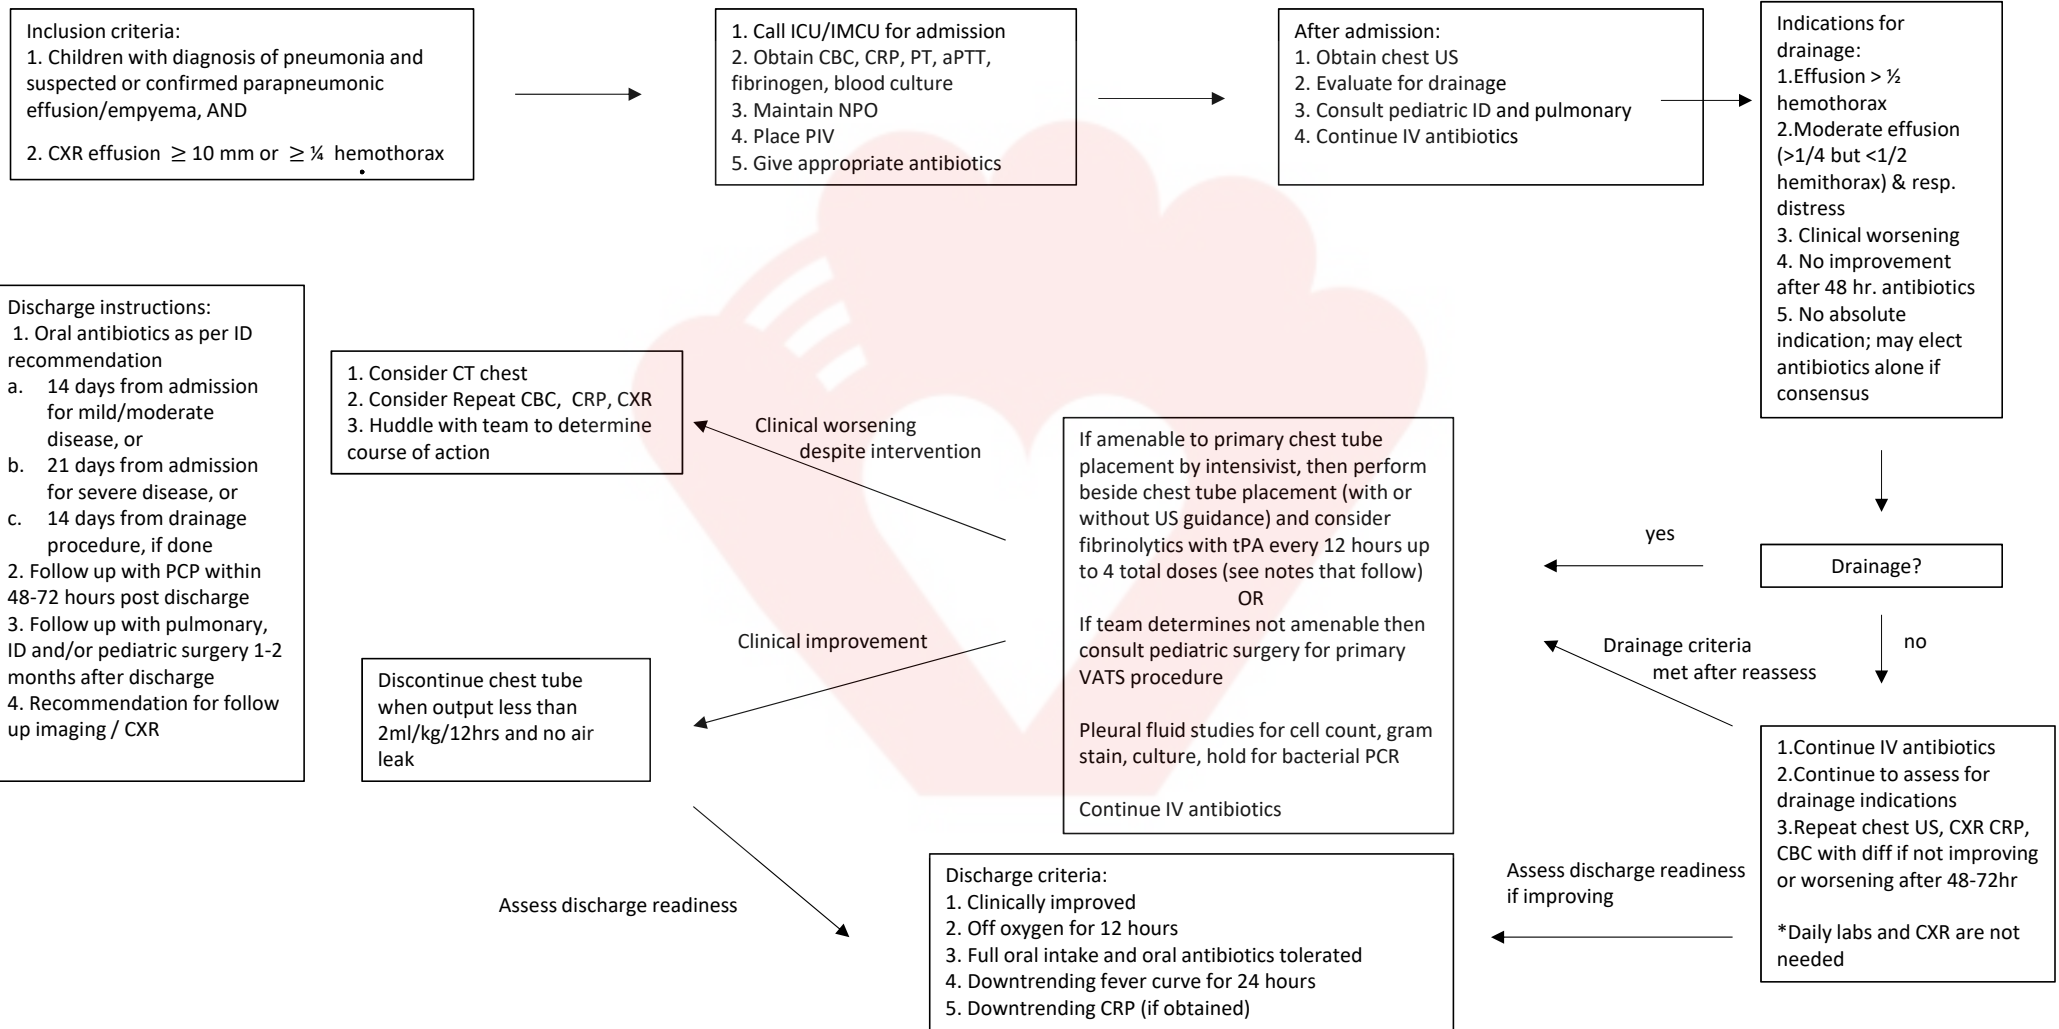 Inclusion criteria:
1. Children with diagnosis of pneumonia and
suspected or confirmed parapneumonic
effusion/empyema, AND
2. CXR effusion ≥ 10 mm or ≥ ¼ hemothorax
1. Call ICU/IMCU for admission
2. Obtain CBC, CRP, PT, aPTT,
fibrinogen, blood culture
3. Maintain NPO
4. Place PIV
5. Give appropriate antibiotics
After admission:
1. Obtain chest US
2. Evaluate for drainage
3. Consult pediatric ID and pulmonary
4. Continue IV antibiotics
Indications for
drainage:
1.Effusion > ½
hemothorax
2.Moderate effusion
(>1/4 but <1/2
hemithorax) & resp.
distress
3. Clinical worsening
4. No improvement
after 48 hr. antibiotics
5. No absolute
indication; may elect
antibiotics alone if
consensus
Drainage?
yes
no
If amenable to primary chest tube
placement by intensivist, then perform
beside chest tube placement (with or
without US guidance) and consider
fibrinolytics with tPA every 12 hours up
to 4 total doses (see notes that follow)
OR
If team determines not amenable then
consult pediatric surgery for primary
VATS procedure
Pleural fluid studies for cell count, gram
stain, culture, hold for bacterial PCR
Continue IV antibiotics
Drainage criteria
met after reassess
1.Continue IV antibiotics
2.Continue to assess for
drainage indications
3.Repeat chest US, CXR CRP,
CBC with diff if not improving
or worsening after 48-72hr
*Daily labs and CXR are not
needed
Clinical worsening
despite intervention
1. Consider CT chest
2. Consider Repeat CBC, CRP, CXR
3. Huddle with team to determine
course of action
Clinical improvement
Discontinue chest tube
when output less than
2ml/kg/12hrs and no air
leak
Assess discharge readiness
Assess discharge readiness
if improving
Discharge criteria:
1. Clinically improved
2. Off oxygen for 12 hours
3. Full oral intake and oral antibiotics tolerated
4. Downtrending fever curve for 24 hours
5. Downtrending CRP (if obtained)
Discharge instructions:
1. Oral antibiotics as per ID
recommendation
a. 14 days from admission
for mild/moderate
disease, or
b. 21 days from admission
for severe disease, or
c. 14 days from drainage
procedure, if done
2. Follow up with PCP within
48-72 hours post discharge
3. Follow up with pulmonary,
ID and/or pediatric surgery 1-2
months after discharge
4. Recommendation for follow
up imaging / CXR